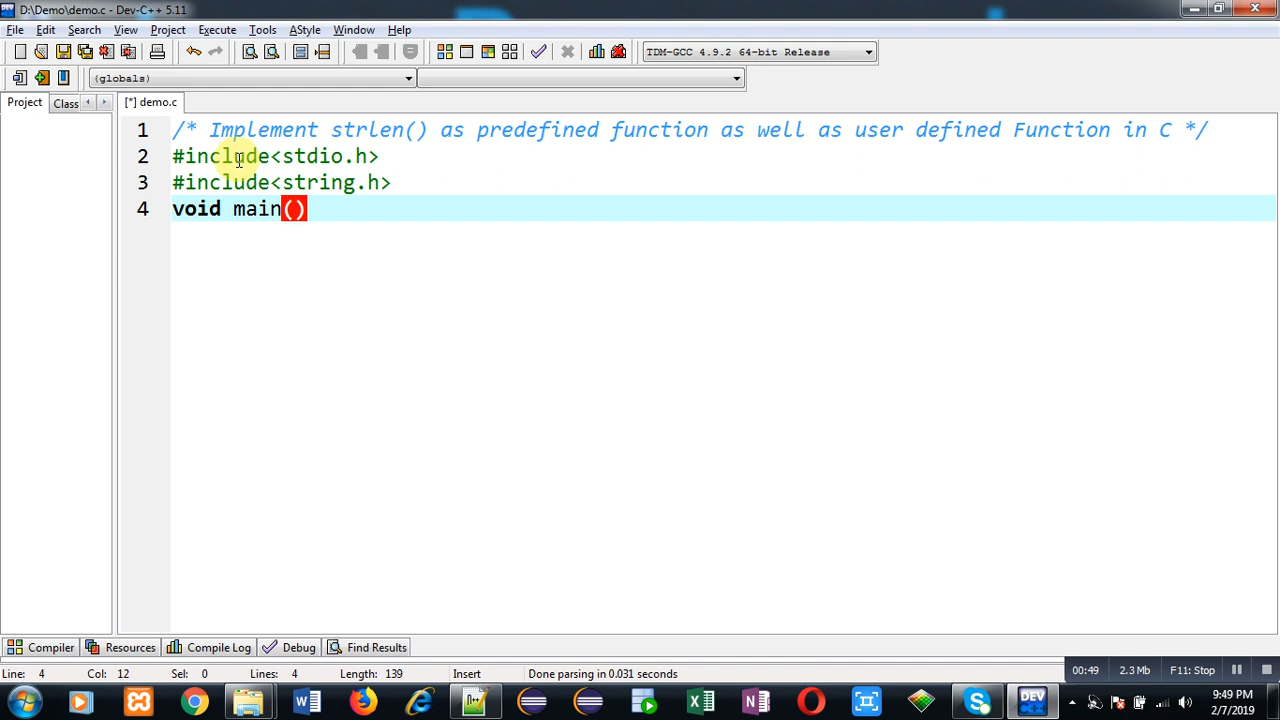 D:\Demo\demo.c - Dev-C++ 5.11
File Edit Search View Project Execute Tools AStyle Window Help
TDM-GCC 4.9.2 64-bit Release
(globals)
Project Class [*] demo.c
1 /* Implement strlen() as predefined function as well as user defined Function in C */
2 #include<stdio.h>
3 #include<string.h>
4 void main()
Compiler Resources Compile Log Debug Find Results
Line: 4 Col: 12 Sel: 0 Lines: 4 Length: 139 Insert Done parsing in 0.031 seconds 00:49 2.3 Mb F11: Stop
DEV 9:49 PM
2/7/2019